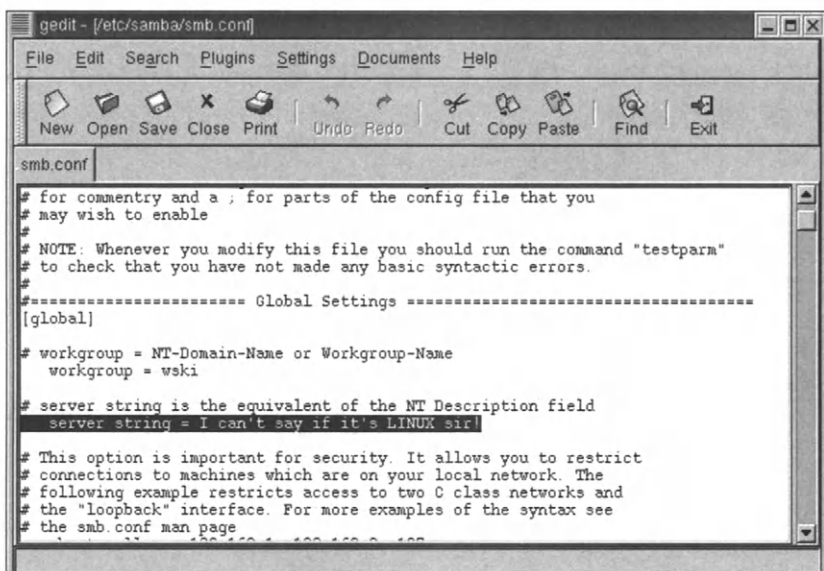 gedit - [/etc/samba/smb.conf]
File Edit Search Plugins Settings Documents Help
New Open Save Close Print Undo Redo Cut Copy Paste Find Exit
smb.conf
# for commentry and a ; for parts of the config file that you
# may wish to enable
#
# NOTE: Whenever you modify this file you should run the command "testparm"
# to check that you have not made any basic syntactic errors.
#
#======================= Global Settings =====================================
[global]
# workgroup = NT-Domain-Name or Workgroup-Name
workgroup = wski
# server string is the equivalent of the NT Description field
server string = I can't say if it's LINUX sir!
# This option is important for security. It allows you to restrict
# connections to machines which are on your local network. The
# following example restricts access to two C class networks and
# the "loopback" interface. For more examples of the syntax see
# the smb.conf man page